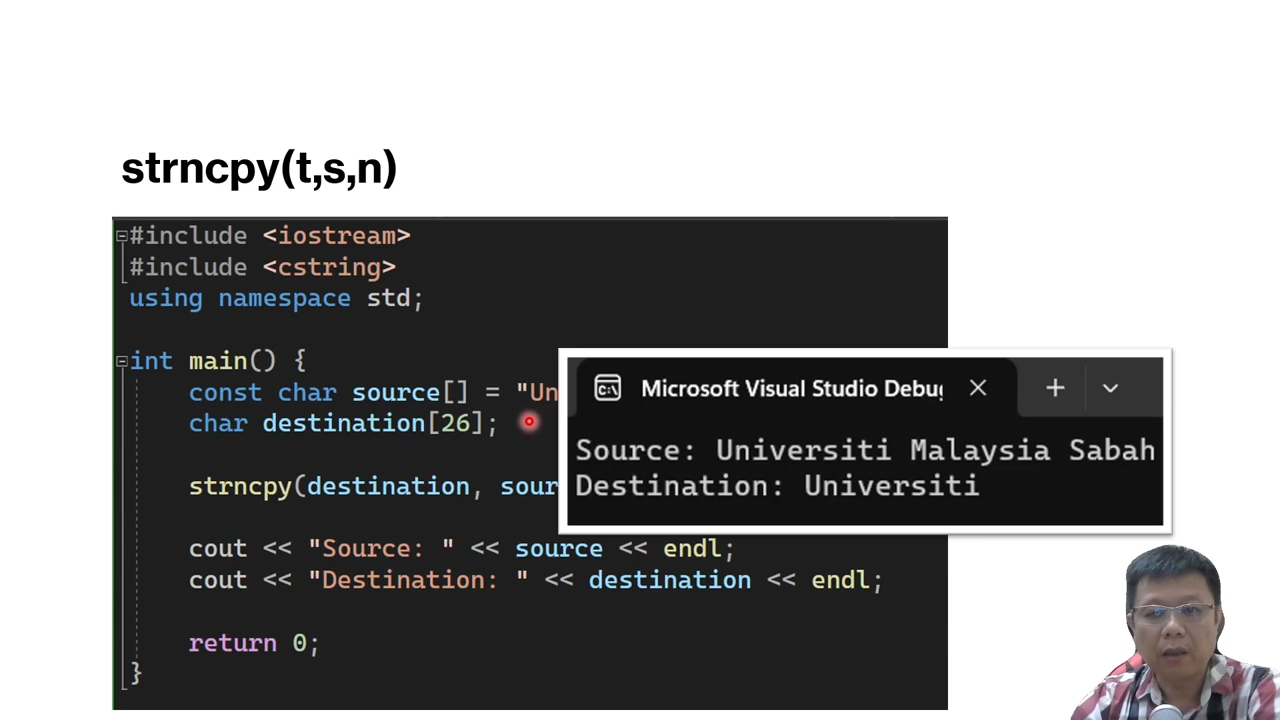 strncpy(t,s,n)
#include <iostream>
#include <cstring>
using namespace std;
int main() {
const char source[] = "Un
char destination[26];
strncpy(destination, sour
cout << "Source: " << source << endl;
cout << "Destination: " << destination << endl;
return 0;
}
Microsoft Visual Studio Debug
Source: Universiti Malaysia Sabah
Destination: Universiti